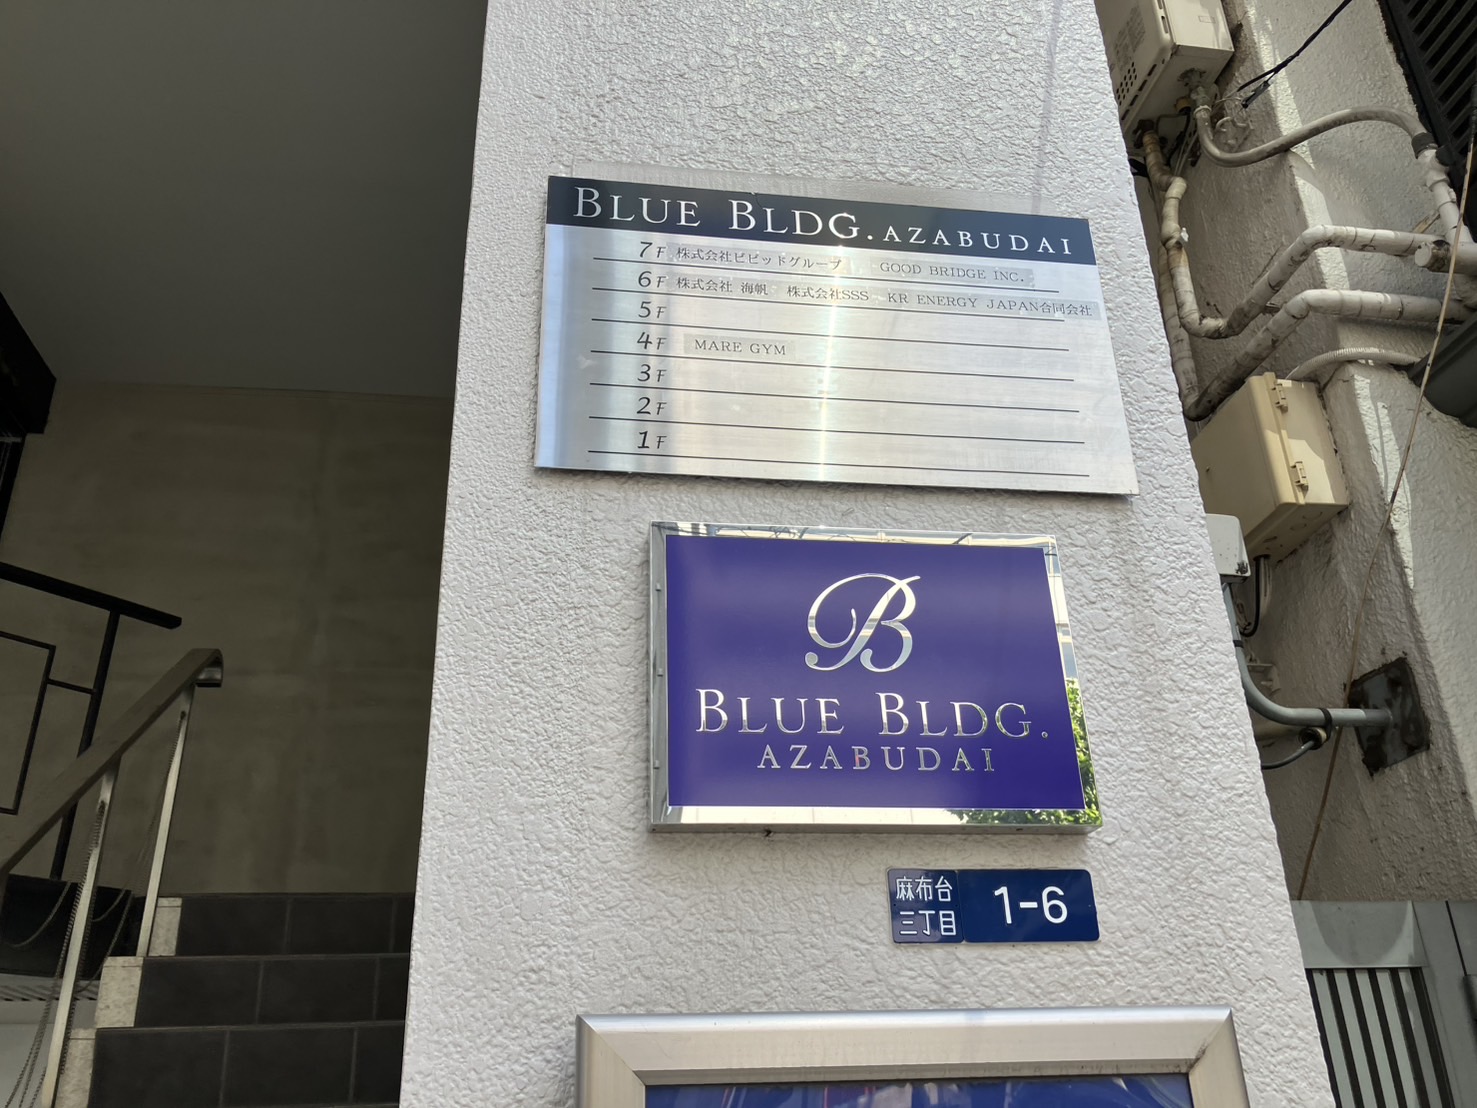 BLUE BLDG. AZABUDAI
7F 株式会社ビビッドグループ GOOD BRIDGE INC.
6F 株式会社 海帆 株式会社SSS KR ENERGY JAPAN合同会社
5F
4F MARE GYM
3F
2F
1F
B
BLUE BLDG.
AZABUDAI
麻布台
三丁目
1-6